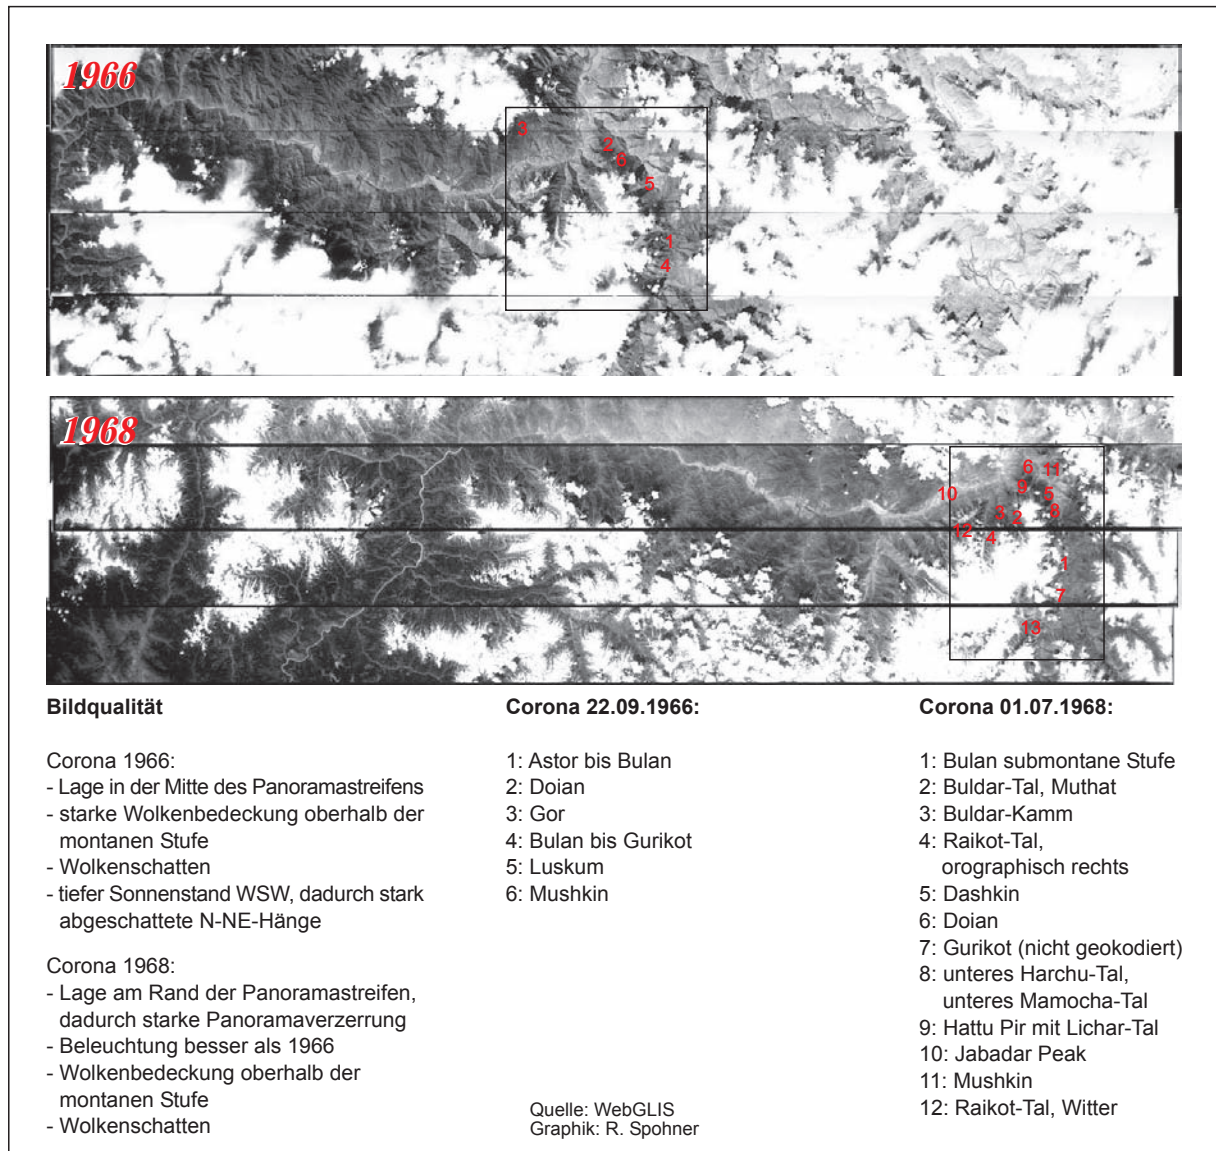 1966
3
2
6
5
1
4
1968
6
11
10
9
5
3
2
8
12
4
1
7
13
Bildqualität
Corona 1966:
- Lage in der Mitte des Panoramastreifens
- starke Wolkenbedeckung oberhalb der
montanen Stufe
- Wolkenschatten
- tiefer Sonnenstand WSW, dadurch stark
abgeschattete N-NE-Hänge
Corona 1968:
- Lage am Rand der Panoramastreifen,
dadurch starke Panoramaverzerrung
- Beleuchtung besser als 1966
- Wolkenbedeckung oberhalb der
montanen Stufe
- Wolkenschatten
Corona 22.09.1966:
1: Astor bis Bulan
2: Doian
3: Gor
4: Bulan bis Gurikot
5: Luskum
6: Mushkin
Quelle: WebGLIS
Graphik: R. Spohner
Corona 01.07.1968:
1: Bulan submontane Stufe
2: Buldar-Tal, Muthat
3: Buldar-Kamm
4: Raikot-Tal,
orographisch rechts
5: Dashkin
6: Doian
7: Gurikot (nicht geokodiert)
8: unteres Harchu-Tal,
unteres Mamocha-Tal
9: Hattu Pir mit Lichar-Tal
10: Jabadar Peak
11: Mushkin
12: Raikot-Tal, Witter